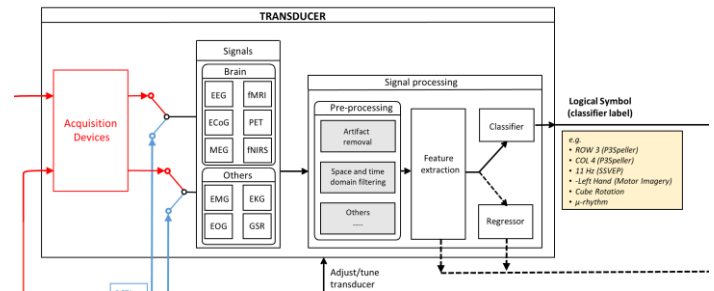 TRANSDUCER
Acquisition
Devices
Signals
Brain
EEG
fMRI
ECoG
PET
MEG
fNIRS
Others
EMG
EKG
EOG
GSR
Signal processing
Pre-processing
Artifact
removal
Space and time
domain filtering
Others
.....
Feature
extraction
Classifier
Regressor
Logical Symbol
(classifier label)
e.g.
• ROW 3 (P3Speller)
• COL 4 (P3Speller)
• 11 Hz (SSVEP)
• -Left Hand (Motor Imagery)
• Cube Rotation
• μ-rhythm
Adjust/tune
transducer